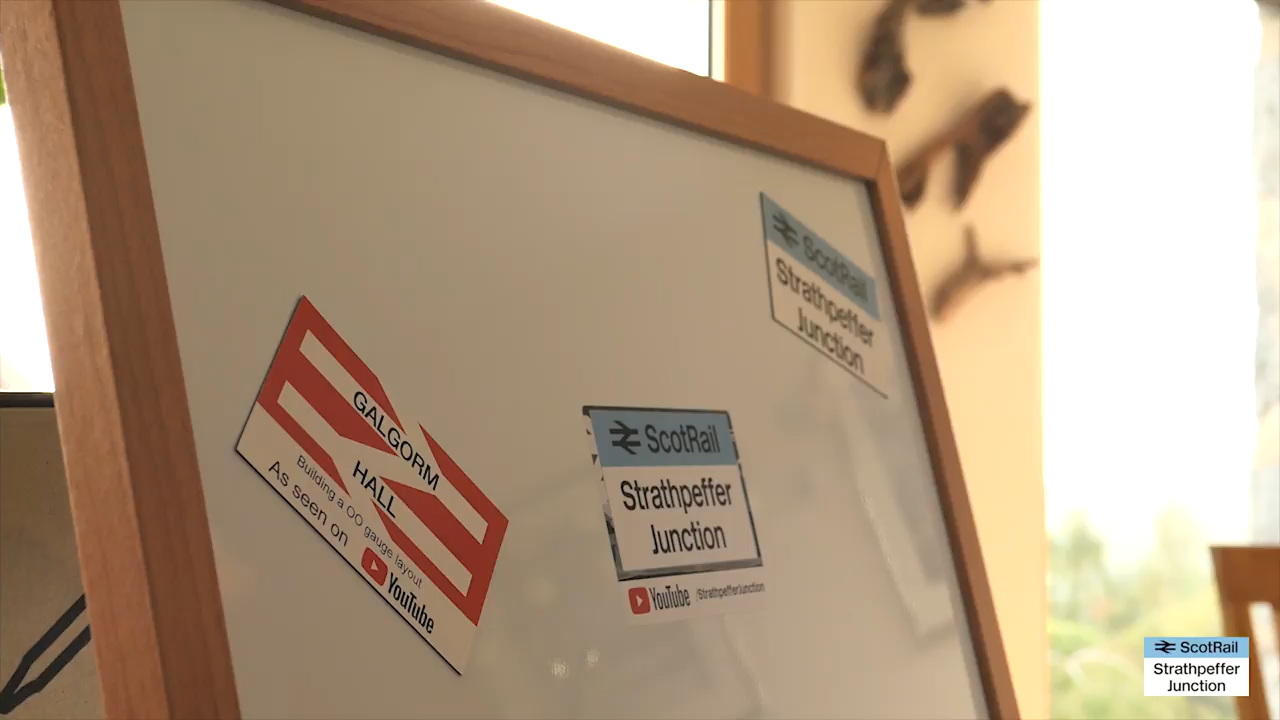 GALGORM
HALL
Building a OO gauge layout
As seen on
YouTube
ScotRail
Strathpeffer
Junction
YouTube /StrathpefferJunction
ScotRail
Strathpeffer
Junction
ScotRail
Strathpeffer
Junction